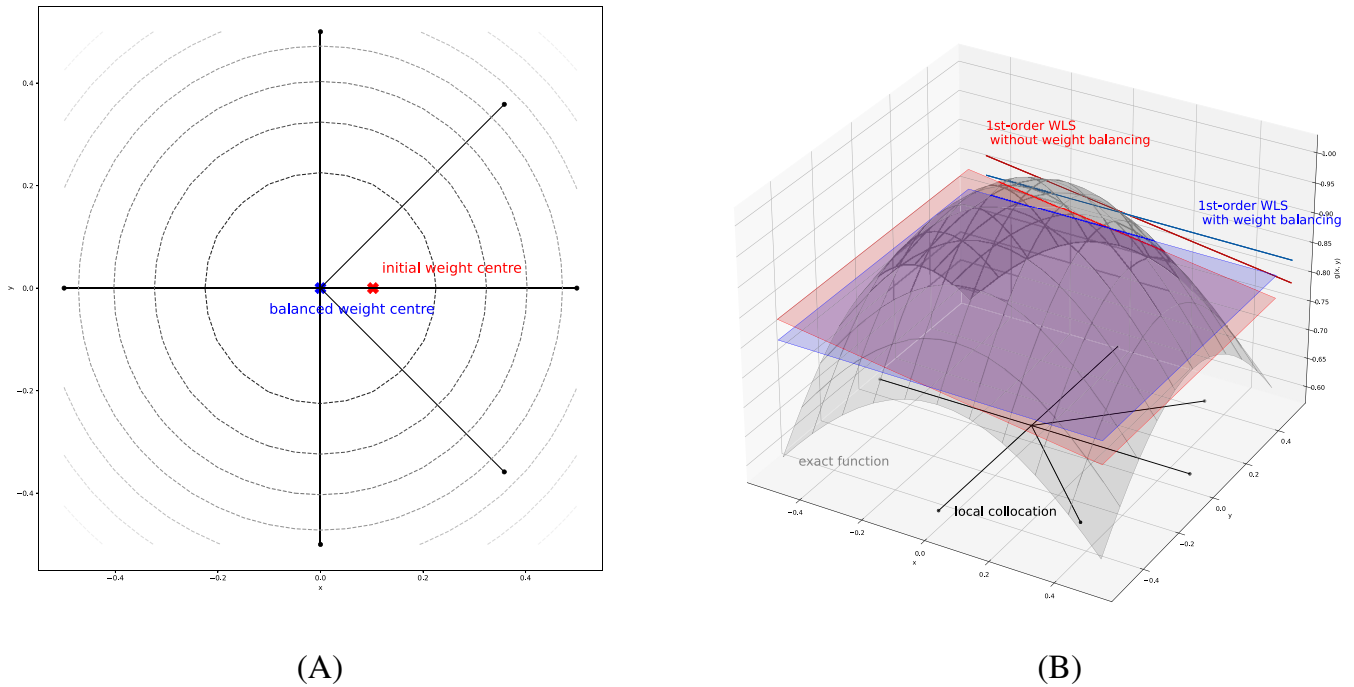 0.4
0.2
0.0
−0.2
−0.4
y
−0.4
−0.2
0.0
0.2
0.4
x
initial weight centre
balanced weight centre
(A)
1st-order WLS
without weight balancing
1st-order WLS
with weight balancing
exact function
local collocation
1.00
0.95
0.90
0.85
0.80
0.75
0.70
0.65
0.60
g(x, y)
−0.4
−0.2
0.0
0.2
0.4
x
−0.4
−0.2
0.0
0.2
0.4
y
(B)